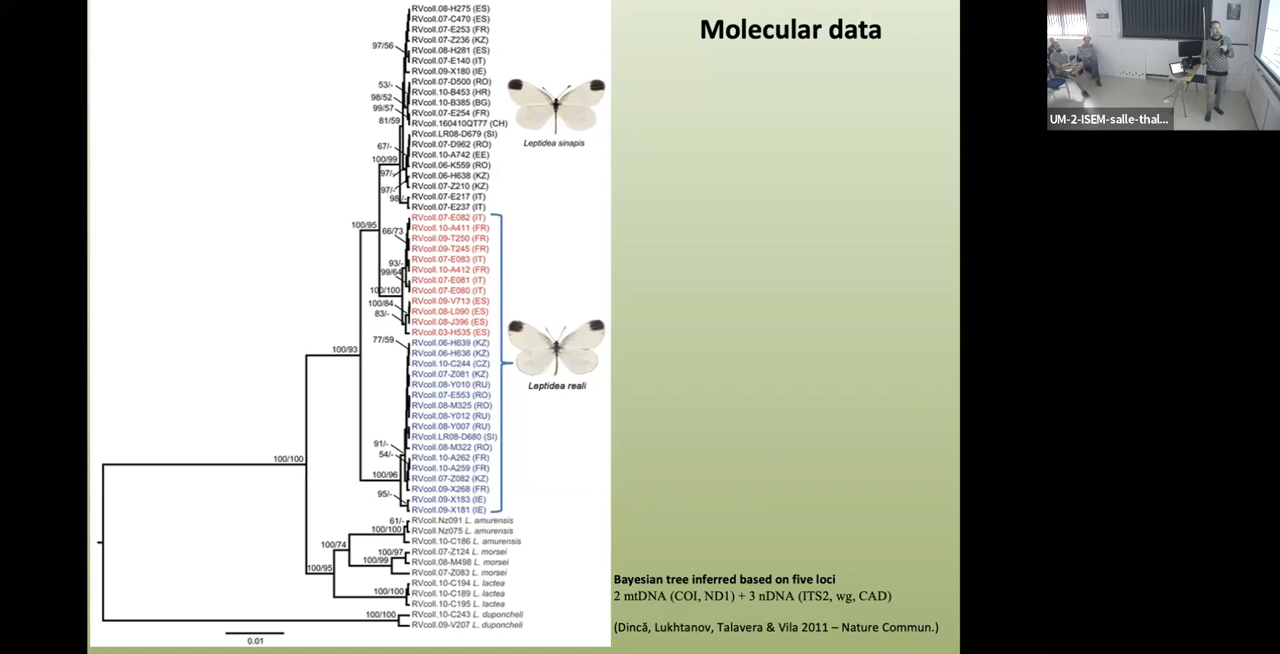 Molecular data
RVcoll.08-H275 (ES)
RVcoll.07-C470 (ES)
RVcoll.07-E253 (FR)
RVcoll.07-Z236 (KZ)
97/56
RVcoll.08-H281 (ES)
RVcoll.07-E140 (IT)
RVcoll.09-X180 (IE)
53/-
RVcoll.07-D500 (RO)
RVcoll.10-B453 (HR)
98/52
RVcoll.10-B385 (BG)
99/57
RVcoll.07-E254 (FR)
81/59
RVcoll.160410QT77 (CH)
RVcoll.LR08-D679 (SI)
67/-
RVcoll.07-D962 (RO)
RVcoll.10-A742 (EE)
100/99
RVcoll.06-K559 (RO)
97/-
RVcoll.06-H638 (KZ)
97/-
RVcoll.07-Z210 (KZ)
98/-
RVcoll.07-E217 (IT)
RVcoll.07-E237 (IT)
Leptidea sinapis
RVcoll.07-E082 (IT)
100/95
66/73
RVcoll.10-A411 (FR)
RVcoll.09-T250 (FR)
RVcoll.09-T245 (FR)
93/-
RVcoll.07-E083 (IT)
99/64
RVcoll.10-A412 (FR)
RVcoll.07-E081 (IT)
100/100
RVcoll.07-E080 (IT)
100/84
RVcoll.09-V713 (ES)
83/-
RVcoll.08-L090 (ES)
RVcoll.08-J396 (ES)
RVcoll.03-H535 (ES)
77/59
RVcoll.06-H639 (KZ)
100/93
RVcoll.06-H636 (KZ)
RVcoll.10-C244 (CZ)
RVcoll.07-Z081 (KZ)
RVcoll.08-Y010 (RU)
Leptidea reali
RVcoll.07-E553 (RO)
RVcoll.08-M325 (RO)
RVcoll.08-Y012 (RU)
RVcoll.08-Y007 (RU)
RVcoll.LR08-D680 (SI)
91/-
RVcoll.08-M322 (RO)
54/-
RVcoll.10-A262 (FR)
100/100
RVcoll.10-A259 (FR)
100/96
RVcoll.07-Z082 (KZ)
95/-
RVcoll.09-X268 (FR)
RVcoll.09-X183 (IE)
RVcoll.09-X181 (IE)
61/-
RVcoll.Nz091 L. amurensis
100/100
RVcoll.Nz075 L. amurensis
100/74
RVcoll.10-C186 L. amurensis
100/97
RVcoll.07-Z124 L. morsei
100/99
RVcoll.08-M498 L. morsei
100/95
RVcoll.07-Z083 L. morsei
RVcoll.10-C194 L. lactea
100/100
RVcoll.10-C189 L. lactea
RVcoll.10-C195 L. lactea
100/100
RVcoll.10-C243 L. duponcheli
RVcoll.09-V207 L. duponcheli
0.01
Bayesian tree inferred based on five loci
2 mtDNA (COI, ND1) + 3 nDNA (ITS2, wg, CAD)
(Dincă, Lukhtanov, Talavera & Vila 2011 – Nature Commun.)
UM-2-ISEM-salle-thal...